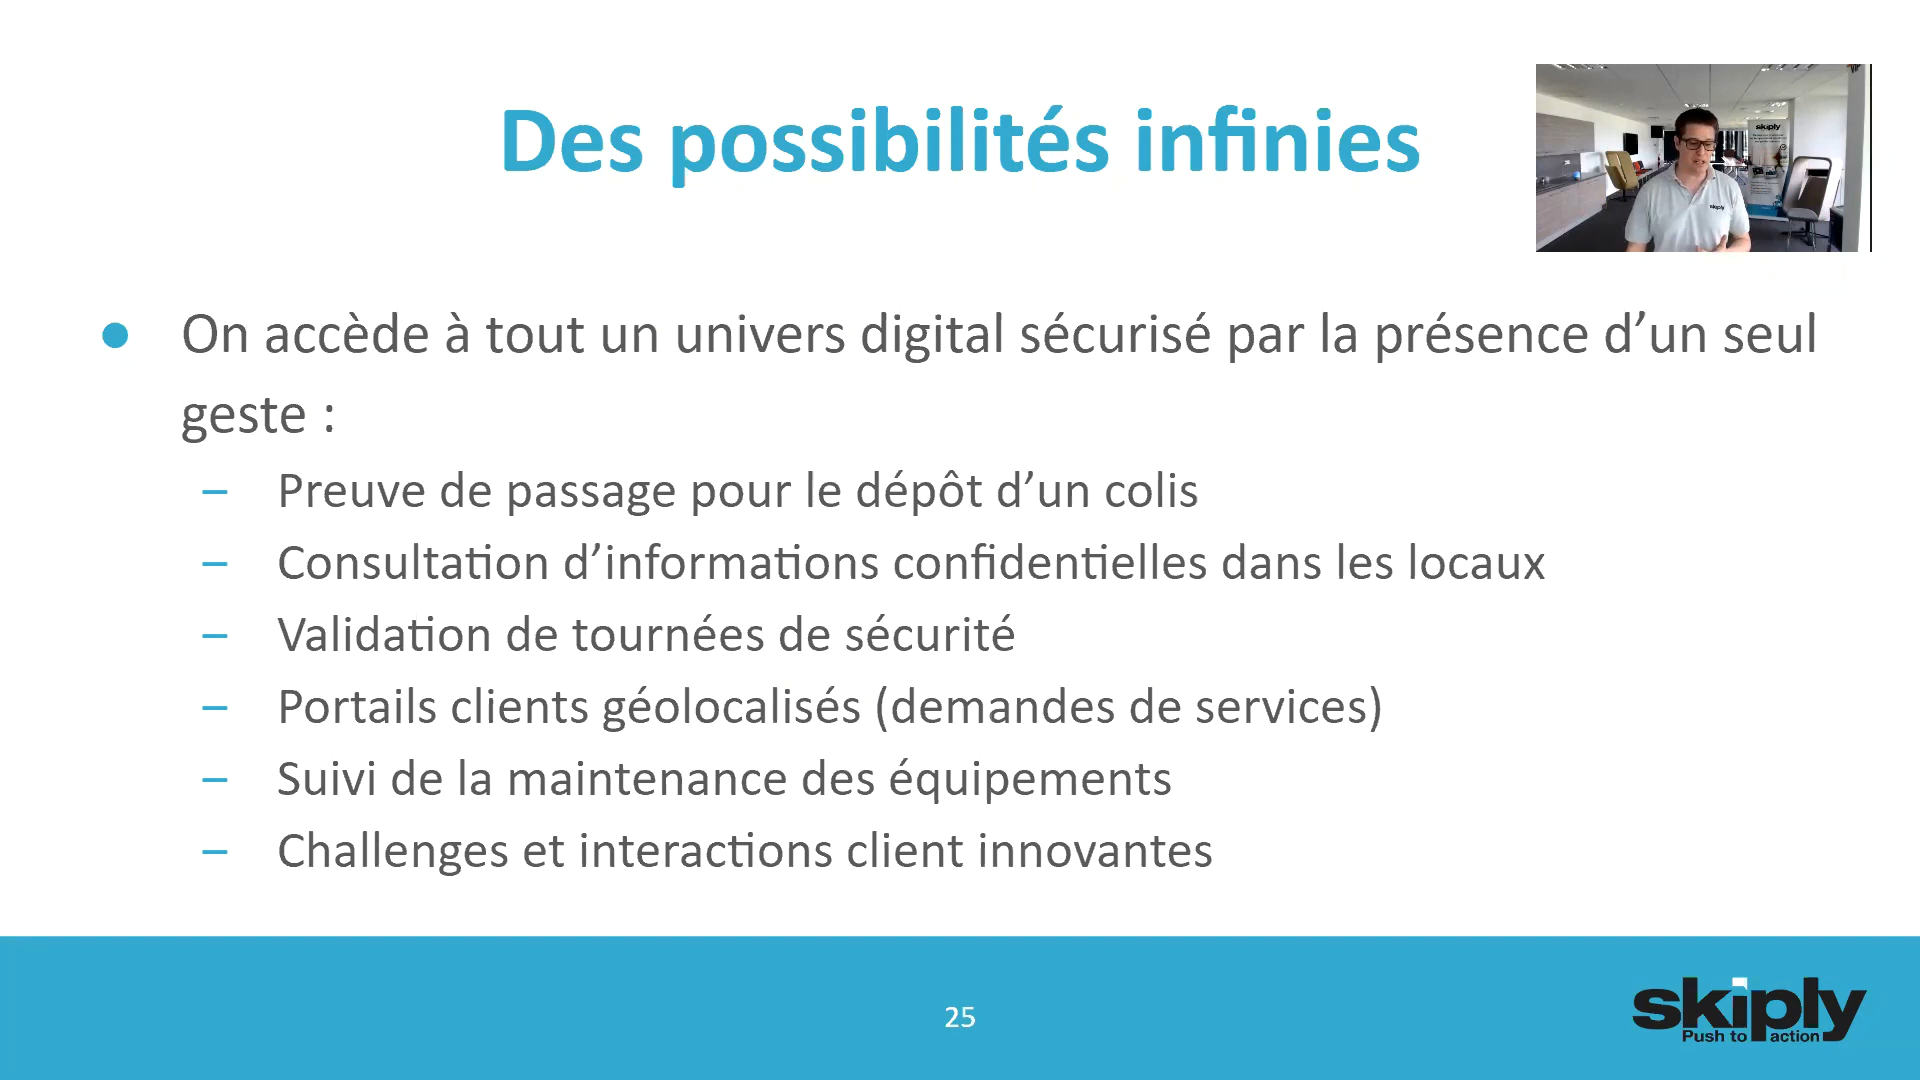 Des possibilités infinies
skiply
skiply
● On accède à tout un univers digital sécurisé par la présence d’un seul
geste :
– Preuve de passage pour le dépôt d’un colis
– Consultation d’informations confidentielles dans les locaux
– Validation de tournées de sécurité
– Portails clients géolocalisés (demandes de services)
– Suivi de la maintenance des équipements
– Challenges et interactions client innovantes
25
skiply
Push to action